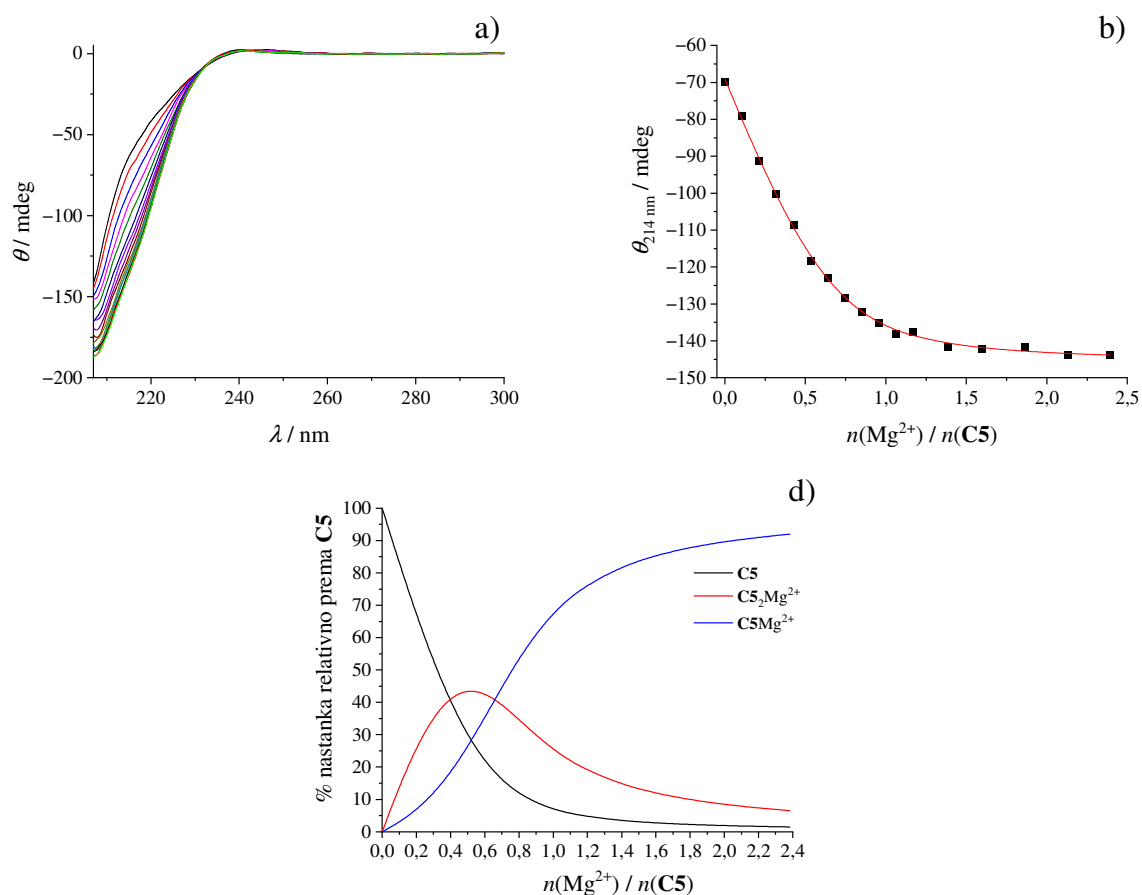 a)
0
−50
−100
−150
−200
θ / mdeg
220 240 260 280 300
λ / nm
b)
−60
−70
−80
−90
−100
−110
−120
−130
−140
−150
θ214 nm / mdeg
0,0 0,5 1,0 1,5 2,0 2,5
n(Mg2+) / n(C5)
d)
100
90
80
70
60
50
40
30
20
10
0
% nastanka relativno prema C5
C5
C52Mg2+
C5Mg2+
0,0 0,2 0,4 0,6 0,8 1,0 1,2 1,4 1,6 1,8 2,0 2,2 2,4
n(Mg2+) / n(C5)